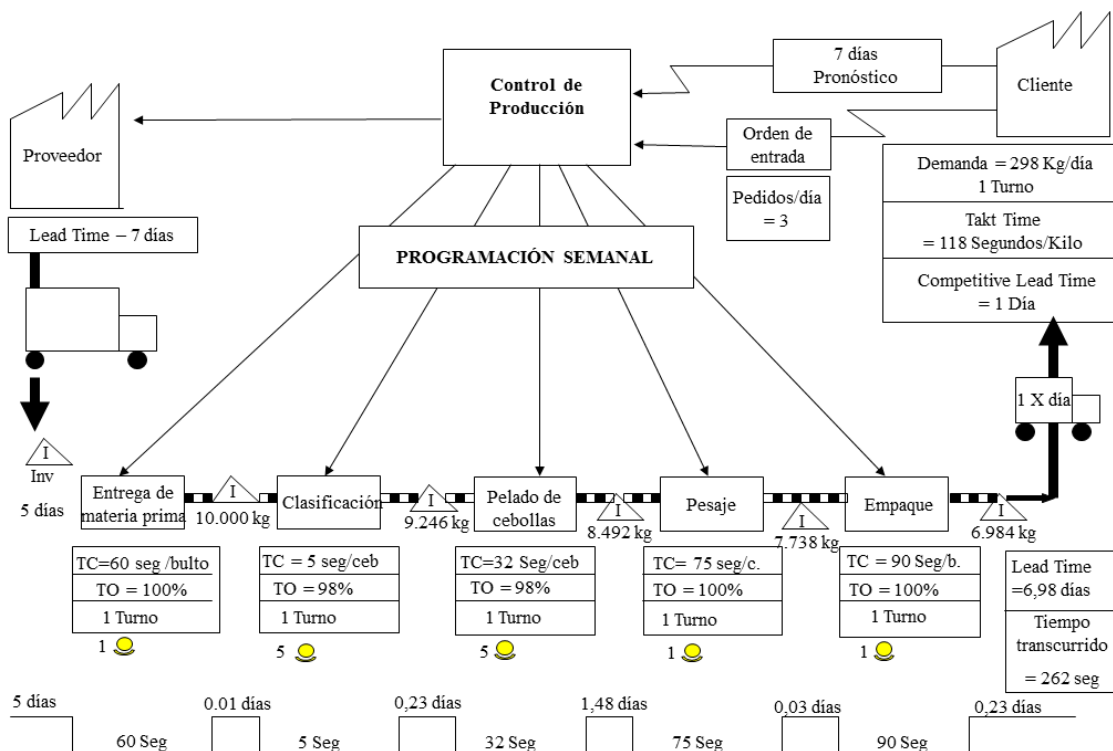 Control de
Producción
7 días
Pronóstico
Cliente
Orden de
entrada
Pedidos/día
= 3
Proveedor
Lead Time – 7 días
Demanda = 298 Kg/día
1 Turno
Takt Time
= 118 Segundos/Kilo
Competitive Lead Time
= 1 Día
PROGRAMACIÓN SEMANAL
1 X día
I
Inv
5 días
Entrega de
materia prima
I
10.000 kg
Clasificación
I
9.246 kg
Pelado de
cebollas
I
8.492 kg
Pesaje
I
7.738 kg
Empaque
I
6.984 kg
TC=60 seg /bulto
TO = 100%
1 Turno
1
TC = 5 seg/ceb
TO = 98%
1 Turno
5
TC=32 Seg/ceb
TO = 98%
1 Turno
5
TC= 75 seg/c.
TO = 100%
1 Turno
1
TC = 90 Seg/b.
TO = 100%
1 Turno
1
Lead Time
=6,98 días
Tiempo
transcurrido
= 262 seg
5 días
60 Seg
0.01 días
5 Seg
0,23 días
32 Seg
1,48 días
75 Seg
0,03 días
90 Seg
0,23 días